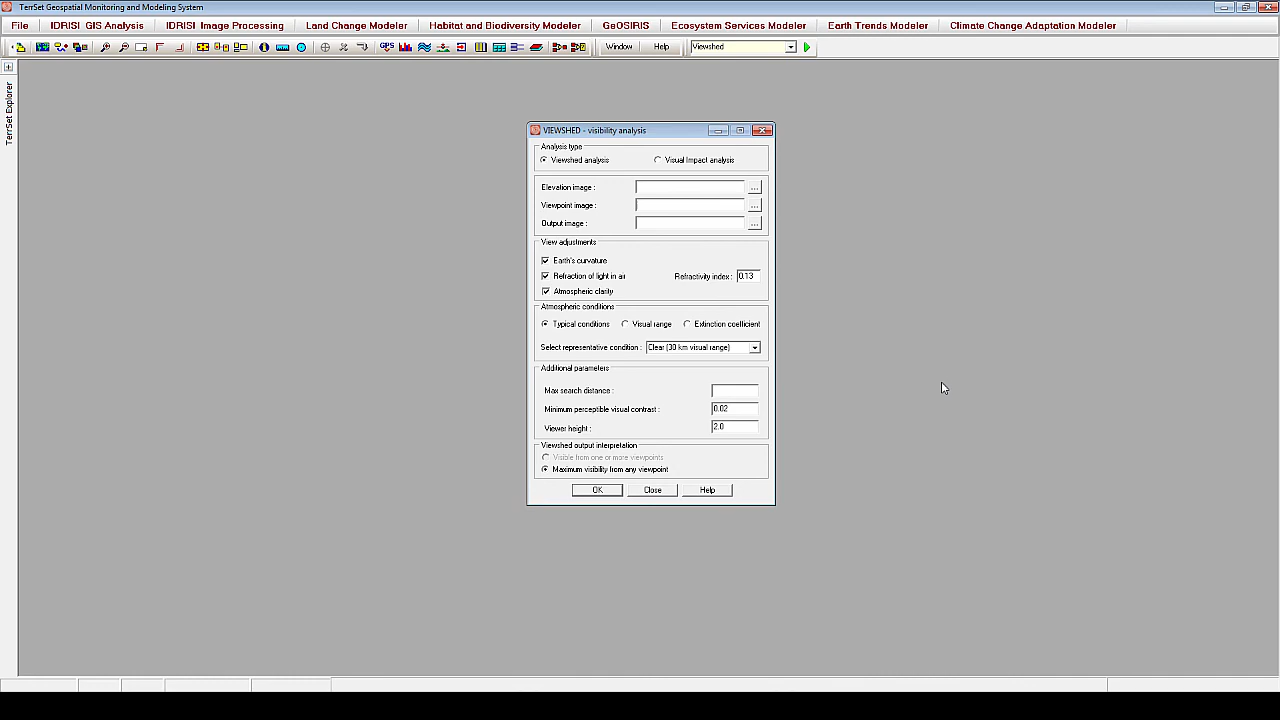 TerrSet Geospatial Monitoring and Modeling System
File IDRISI GIS Analysis IDRISI Image Processing Land Change Modeler Habitat and Biodiversity Modeler GeOSIRIS Ecosystem Services Modeler Earth Trends Modeler Climate Change Adaptation Modeler
GPS Window Help Viewshed
TerrSet Explorer
VIEWSHED - visibility analysis
Analysis type
Viewshed analysis Visual Impact analysis
Elevation image : ...
Viewpoint image : ...
Output image : ...
View adjustments
Earth's curvature
Refraction of light in air Refractivity index : 0.13
Atmospheric clarity
Atmospheric conditions
Typical conditions Visual range Extinction coefficient
Select representative condition : Clear (30 km visual range)
Additional parameters
Max search distance :
Minimum perceptible visual contrast : 0.02
Viewer height : 2.0
Viewshed output interpretation
Visible from one or more viewpoints
Maximum visibility from any viewpoint
OK Close Help